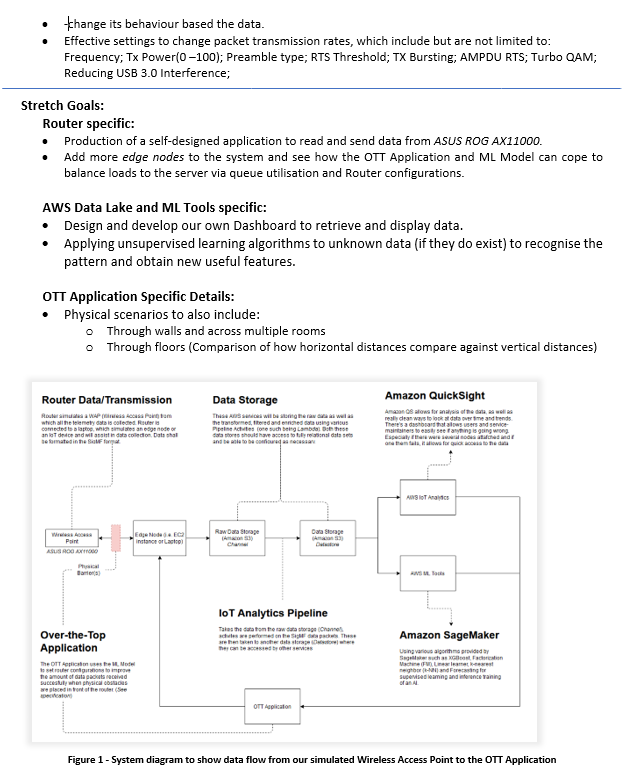 • change its behaviour based the data.
• Effective settings to change packet transmission rates, which include but are not limited to:
Frequency; Tx Power(0 –100); Preamble type; RTS Threshold; TX Bursting; AMPDU RTS; Turbo QAM;
Reducing USB 3.0 Interference;
Stretch Goals:
Router specific:
• Production of a self-designed application to read and send data from ASUS ROG AX11000.
• Add more edge nodes to the system and see how the OTT Application and ML Model can cope to
balance loads to the server via queue utilisation and Router configurations.
AWS Data Lake and ML Tools specific:
• Design and develop our own Dashboard to retrieve and display data.
• Applying unsupervised learning algorithms to unknown data (if they do exist) to recognise the
pattern and obtain new useful features.
OTT Application Specific Details:
• Physical scenarios to also include:
o Through walls and across multiple rooms
o Through floors (Comparison of how horizontal distances compare against vertical distances)
Router Data/Transmission
Router simulates a WAP (Wireless Access Point) from
which all the telemetry data is collected. Router is
connected to a laptop, which simulates an edge node or
an IoT device and will assist in data collection. Data shall
be formatted in the SigMF format.
Data Storage
These AWS services will be storing the raw data as well as
the transformed, filtered and enriched data using various
Pipeline Activities (one such being Lambda). Both these
data stores should have access to fully relational data sets
and be able to be configured as necessary
Amazon QuickSight
Amazon QS allows for analysis of the data, as well as
really clean ways to look at data over time and trends.
There's a dashboard that allows users and service-
maintainers to easily see if anything is going wrong.
Especially if there were several nodes attatched and if
one them fails, it allows for quick access to the data
AWS IoT Analytics
Wireless Access
Point
ASUS ROG AX11000
Edge Node (i.e. EC2
Instance or Laptop)
Raw Data Storage
(Amazon S3)
Channel
Data Storage
(Amazon S3)
Datastore
Physical
Barrier(s)
AWS ML Tools
IoT Analytics Pipeline
Takes the data from the raw data storage (Channel),
activities are performed on the SigMF data packets. These
are then taken to another data storage (Datastore) where
they can be accessed by other services
Over-the-Top
Application
The OTT Application uses the ML Model
to set router configurations to improve
the amount of data packets received
succesfully when physical obstacles
are placed in front of the router. (See
specification)
Amazon SageMaker
Using various algorithms provided by
SageMaker such as XGBoost, Factorization
Machine (FM), Linear learner, k-nearest
neighbor (k-NN) and Forecasting for
supervised learning and inference training
of an AI.
OTT Application
Figure 1 - System diagram to show data flow from our simulated Wireless Access Point to the OTT Application